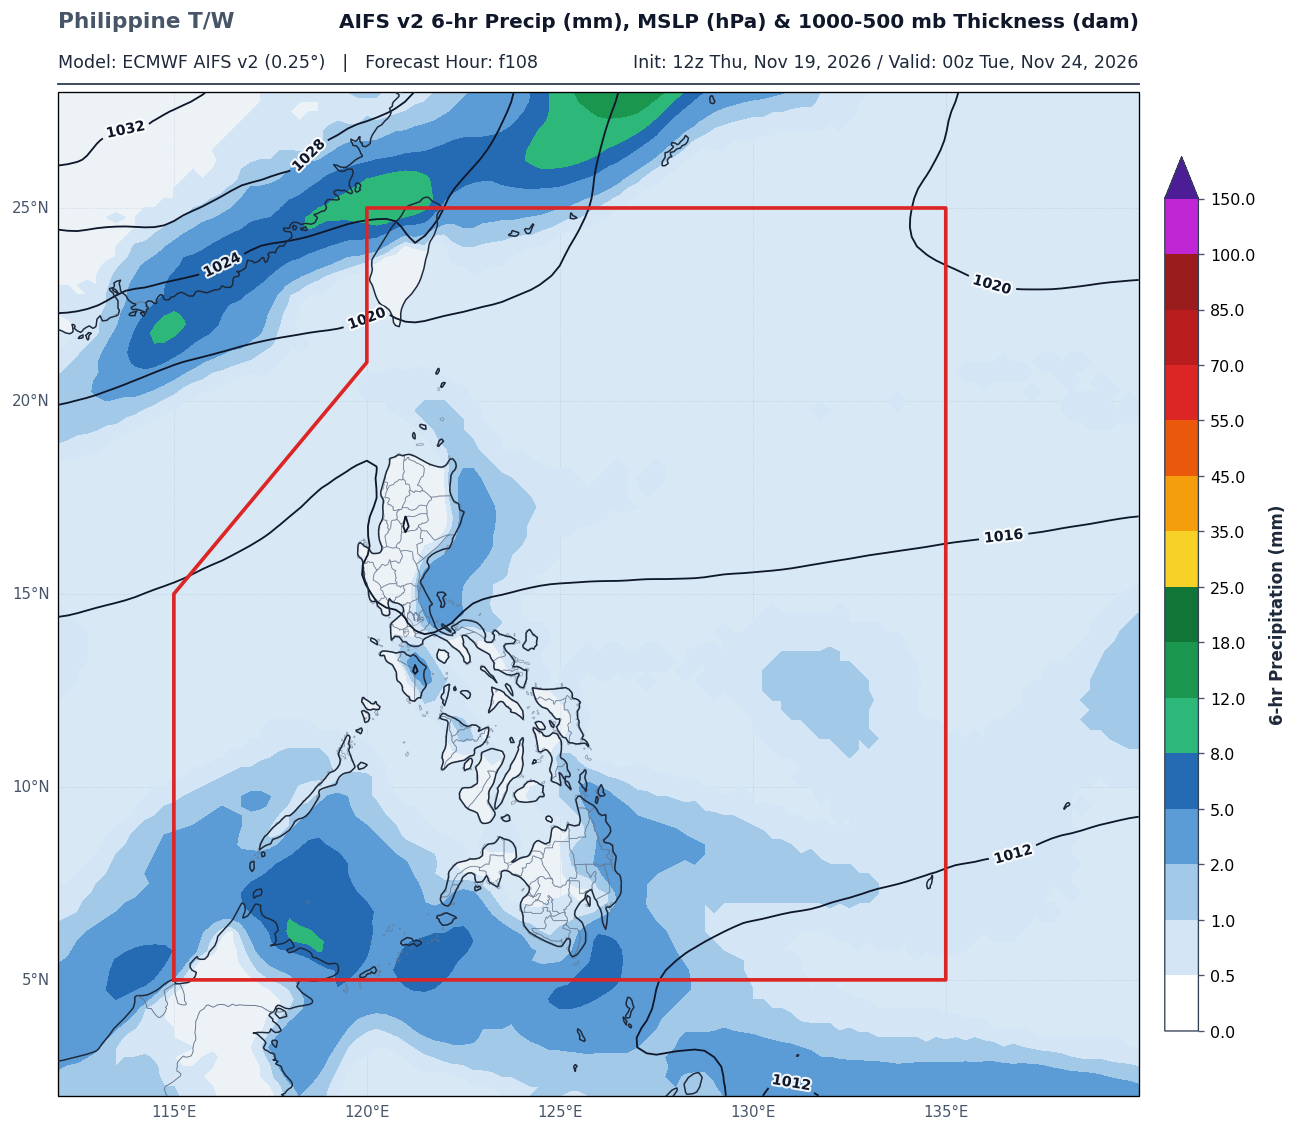 Philippine T/W
AIFS v2 6-hr Precip (mm), MSLP (hPa) & 1000-500 mb Thickness (dam)
Model: ECMWF AIFS v2 (0.25°)   |   Forecast Hour: f108
Init: 12z Thu, Nov 19, 2026 / Valid: 00z Tue, Nov 24, 2026
1032
1028
1024
1020
1020
1016
1012
1012
25°N
20°N
15°N
10°N
5°N
115°E
120°E
125°E
130°E
135°E
150.0
100.0
85.0
70.0
55.0
45.0
35.0
25.0
18.0
12.0
8.0
5.0
2.0
1.0
0.5
0.0
6-hr Precipitation (mm)